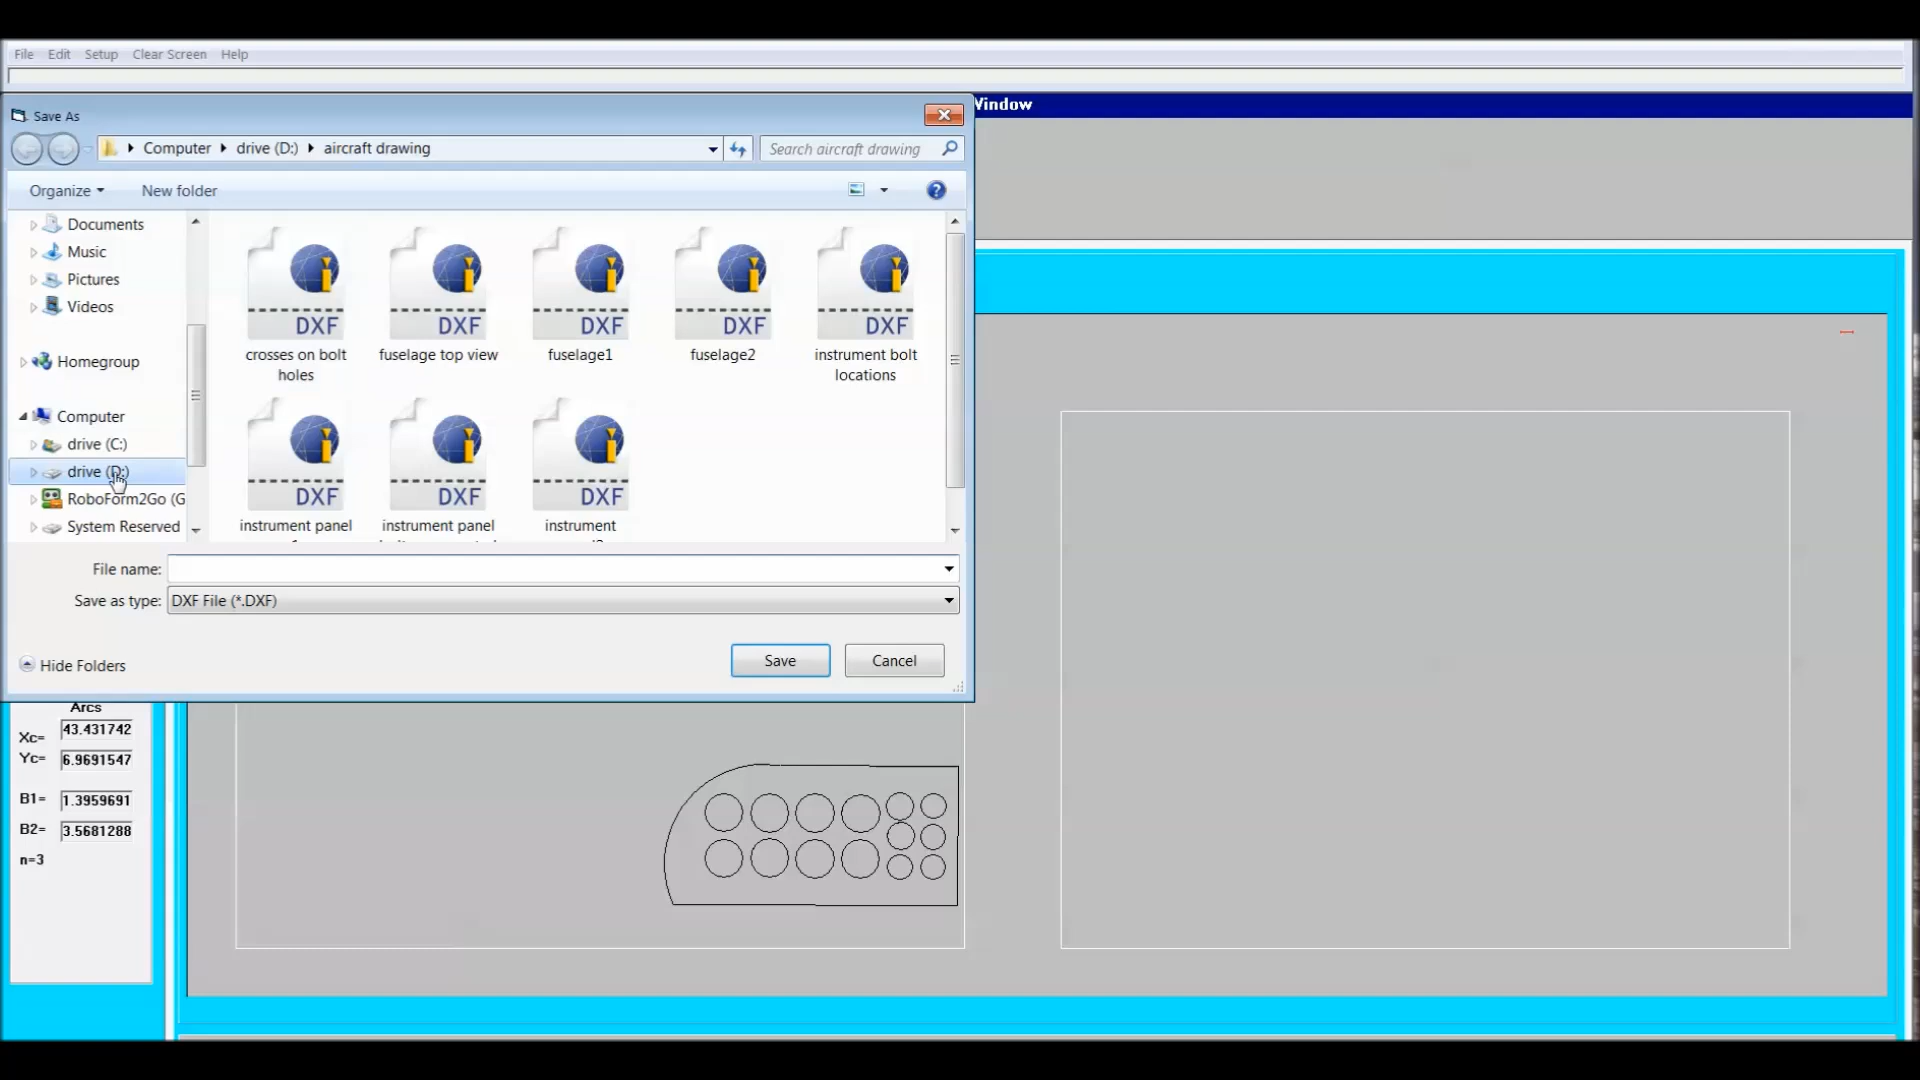 File Edit Setup Clear Screen Help
Window
Save As
Computer drive (D:) aircraft drawing
Search aircraft drawing
Organize New folder
Documents
Music
Pictures
Videos
Homegroup
Computer
drive (C:)
drive (D:)
RoboForm2Go (G
System Reserved
DXF DXF DXF DXF DXF
crosses on bolt holes
fuselage top view
fuselage1
fuselage2
instrument bolt locations
DXF DXF DXF
instrument panel
instrument panel
instrument
File name:
Save as type: DXF File (*.DXF)
Hide Folders
Save Cancel
Arcs
Xc= 43.431742
Yc= 6.9691547
B1= 1.3959691
B2= 3.5681288
n=3